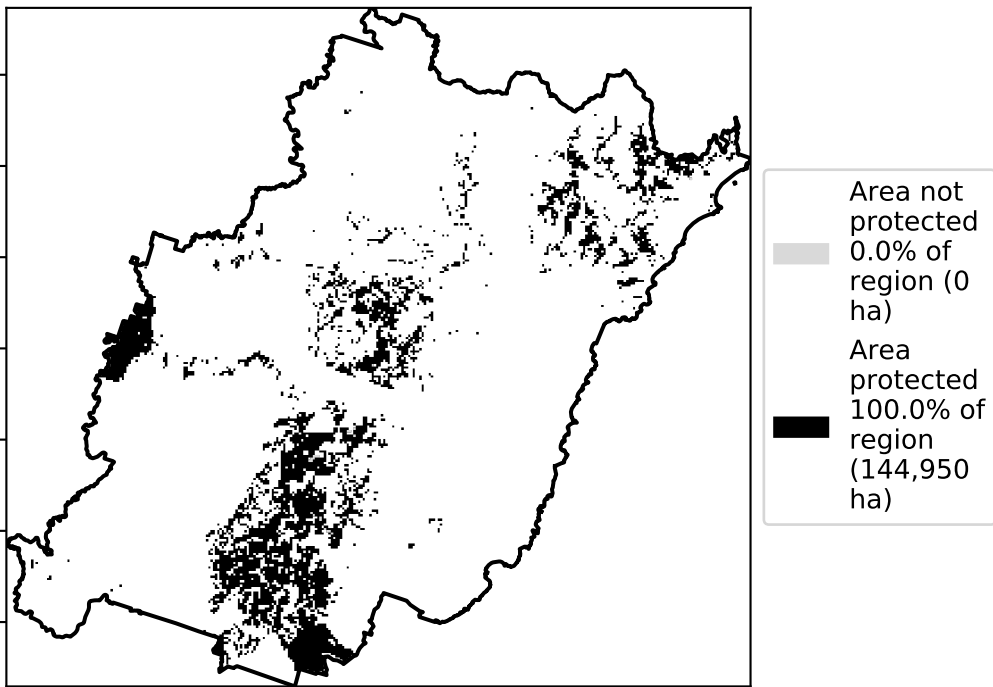 Area not
protected
0.0% of
region (0
ha)
Area
protected
100.0% of
region
(144,950
ha)